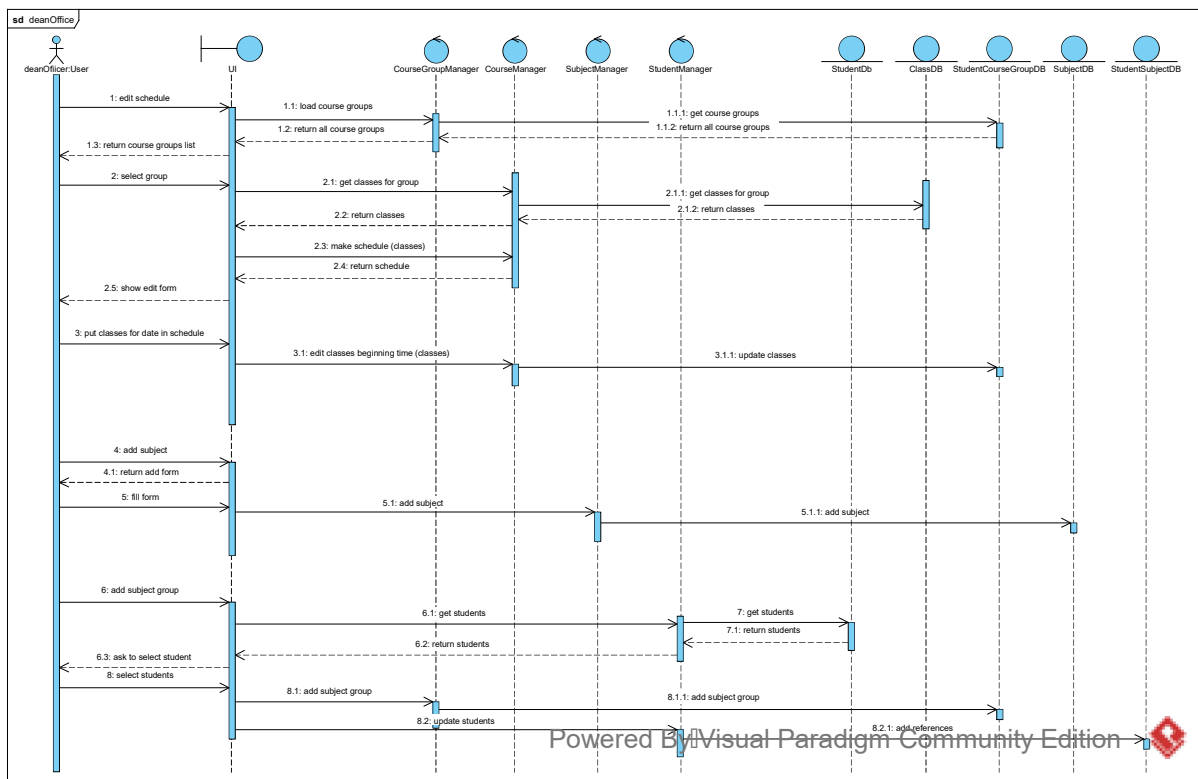 sd deanOffice
deanOfiicer:User
UI
CourseGroupManager
CourseManager
SubjectManager
StudentManager
StudentDb
ClassDB
StudentCourseGroupDB
SubjectDB
StudentSubjectDB
1: edit schedule
1.1: load course groups
1.1.1: get course groups
1.2: return all course groups
1.1.2: return all course groups
1.3: return course groups list
2: select group
2.1: get classes for group
2.1.1: get classes for group
2.2: return classes
2.1.2: return classes
2.3: make schedule (classes)
2.4: return schedule
2.5: show edit form
3: put classes for date in schedule
3.1: edit classes beginning time (classes)
3.1.1: update classes
4: add subject
4.1: return add form
5: fill form
5.1: add subject
5.1.1: add subject
6: add subject group
6.1: get students
7: get students
7.1: return students
6.2: return students
6.3: ask to select student
8: select students
8.1: add subject group
8.1.1: add subject group
8.2: update students
8.2.1: add references
Powered By Visual Paradigm Community Edition